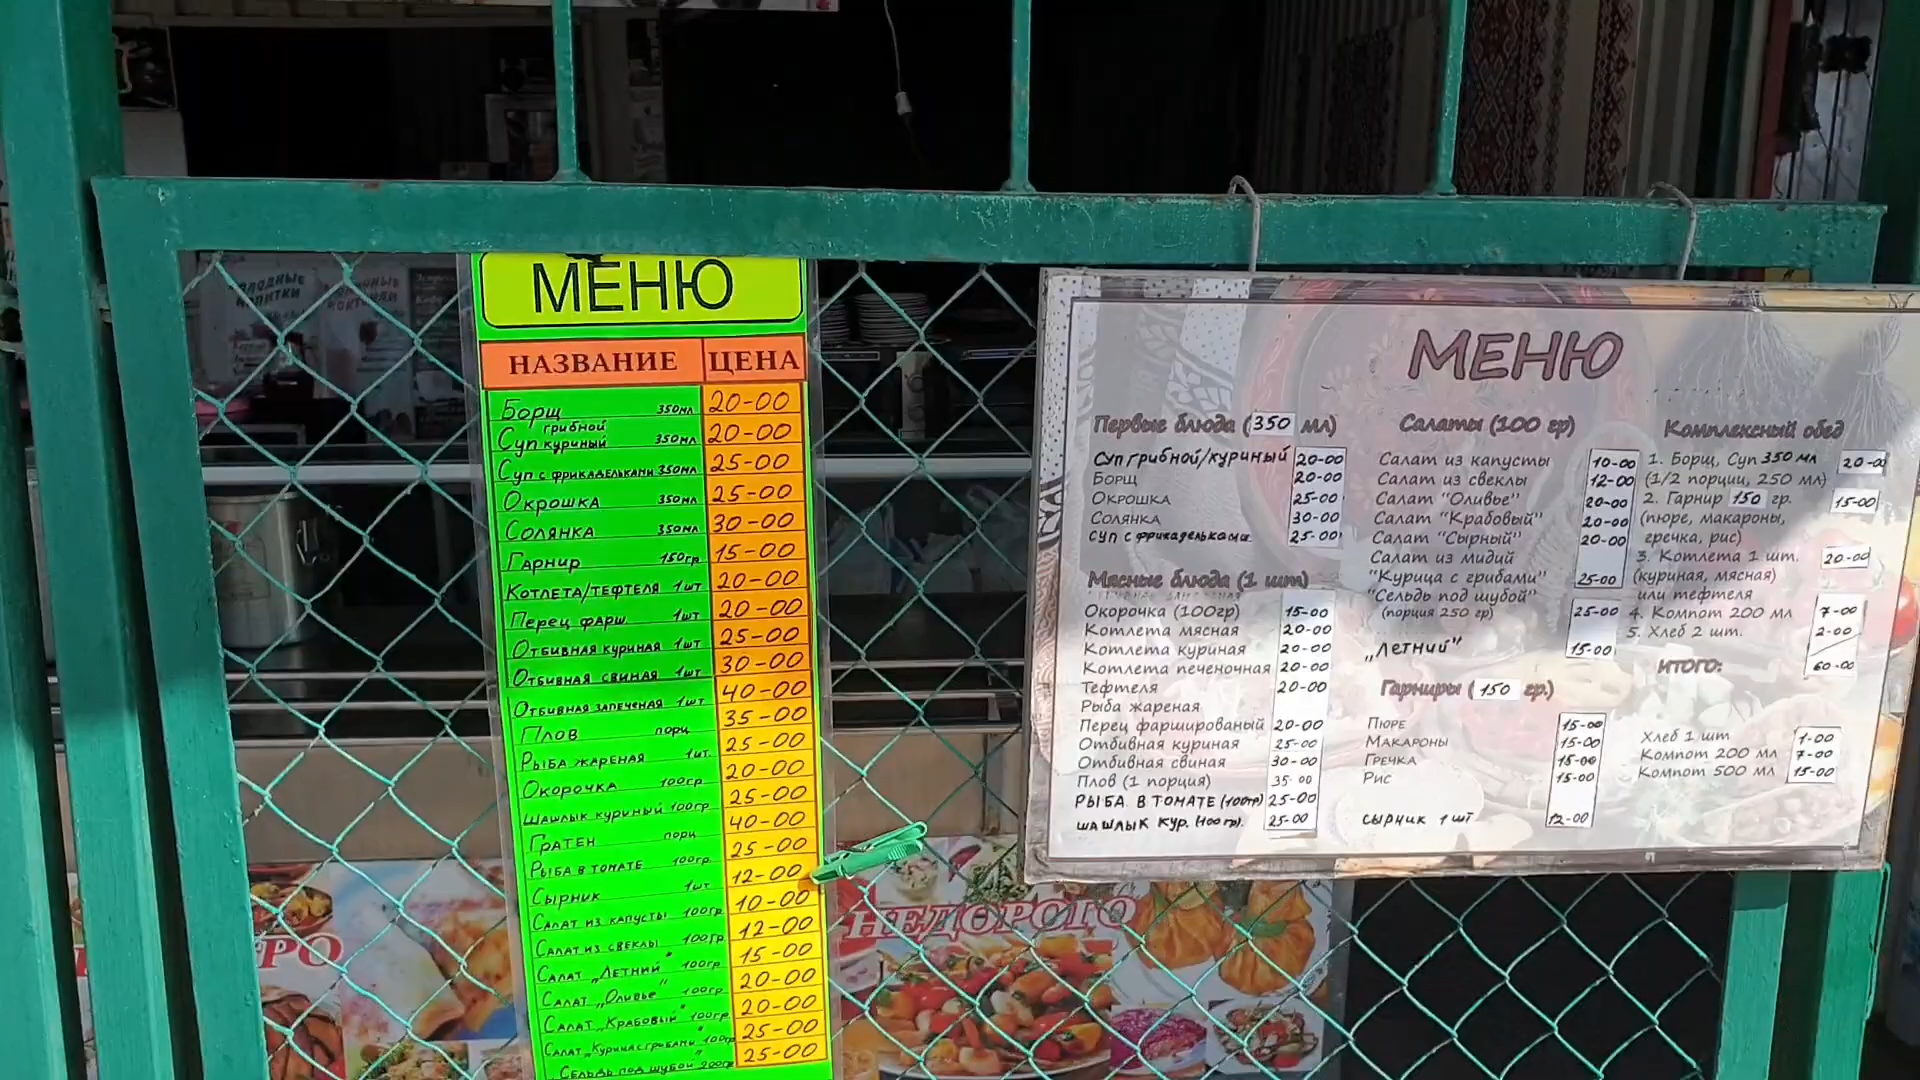 ХОЛОДНЫЕ
НАПИТКИ
МЕНЮ
НАЗВАНИЕ ЦЕНА
Борщ 350мл 20-00
Суп грибной куриный 350мл 20-00
Суп с фрикадельками 350мл 25-00
Окрошка 350мл 25-00
Солянка 350мл 30-00
Гарнир 150гр 15-00
Котлета/тефтеля 1шт 20-00
Перец фарш. 1шт 20-00
Отбивная куриная 1шт 25-00
Отбивная свиная 1шт 30-00
Отбивная запеченая 1шт 40-00
Плов порц 35-00
Рыба жареная 1шт. 25-00
Окорочка 100гр 20-00
Шашлык куриный 100гр 25-00
Гратен порц 40-00
Рыба в томате 100гр. 25-00
Сырник 1шт 12-00
Салат из капусты 100гр 10-00
Салат из свеклы 100гр 12-00
Салат „Летний" 100гр 15-00
Салат „Оливье" 100гр 20-00
Салат „Крабовый" 100гр 20-00
Салат „Курица с грибами" 100гр 25-00
„Сельдь под шубой" 200гр 25-00
МЕНЮ
Первые блюда (350 мл)
Суп грибной/куриный 20-00
Борщ 20-00
Окрошка 25-00
Солянка 30-00
Суп с фрикадельками 25-00
Мясные блюда (1 шт)
Окорочка (100гр) 15-00
Котлета мясная 20-00
Котлета куриная 20-00
Котлета печеночная 20-00
Тефтеля 20-00
Рыба жареная
Перец фаршированый 20-00
Отбивная куриная 25-00
Отбивная свиная 30-00
Плов (1 порция) 35-00
РЫБА В ТОМАТЕ (100гр) 25-00
ШАШЛЫК КУР. (100 гр). 25-00
Салаты (100 гр)
Салат из капусты 10-00
Салат из свеклы 12-00
Салат "Оливье" 20-00
Салат "Крабовый" 20-00
Салат "Сырный" 20-00
Салат из мидий
"Курица с грибами" 25-00
"Сельдь под шубой"
(порция 250 гр) 25-00
„Летний" 15-00
Гарниры (150 гр.)
Пюре 15-00
Макароны 15-00
Гречка 15-00
Рис 15-00
СЫРНИК 1 ШТ 12-00
Комплексный обед
1. Борщ, Суп 350 мл 20-00
(1/2 порции, 250 мл)
2. Гарнир 150 гр. 15-00
(пюре, макароны,
гречка, рис)
3. Котлета 1 шт. 20-00
(куриная, мясная)
или тефтеля
4. Компот 200 мл 7-00
5. Хлеб 2 шт. 2-00
ИТОГО: 60-00
Хлеб 1 шт 1-00
Компот 200 мл 7-00
Компот 500 мл 15-00
НЕДОРОГО